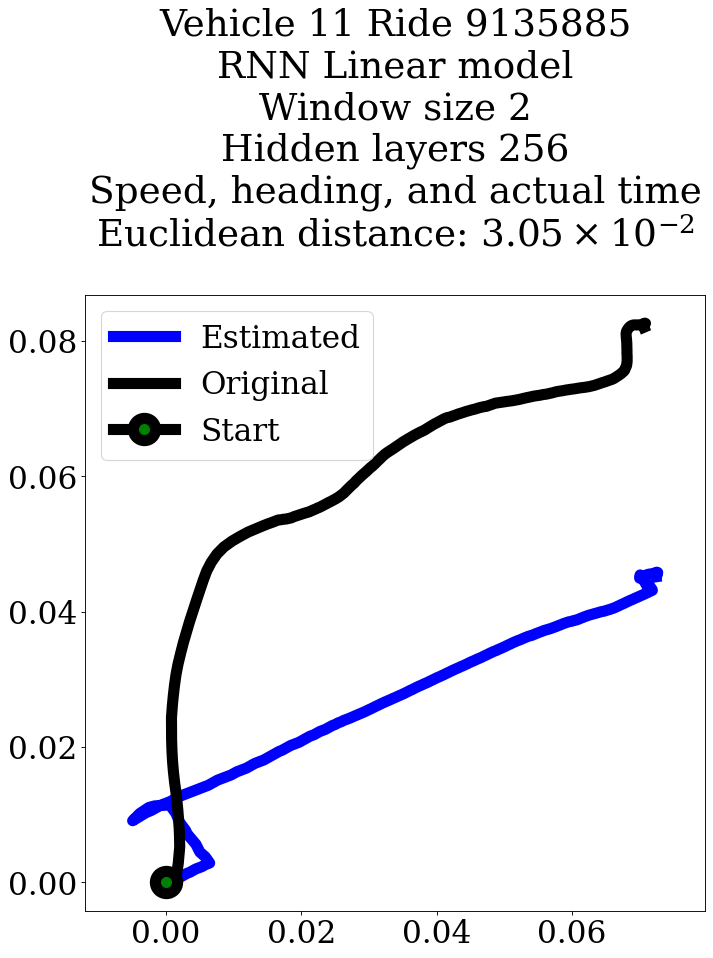 Vehicle 11 Ride 9135885
RNN Linear model
Window size 2
Hidden layers 256
Speed, heading, and actual time
Euclidean distance: 3.05 × 10⁻²
Estimated
Original
Start
0.08
0.06
0.04
0.02
0.00
0.00 0.02 0.04 0.06